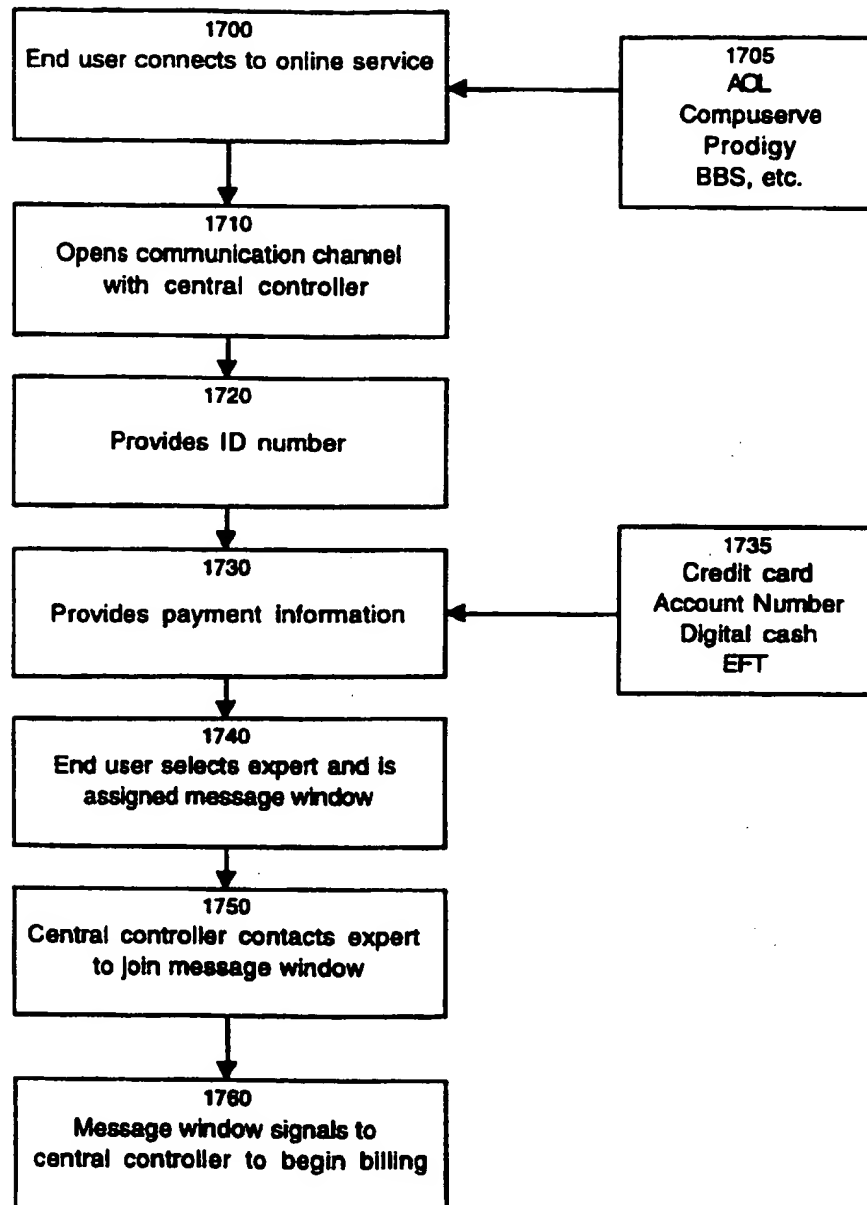 1700
End user connects to online service
1705
AOL
Compuserve
Prodigy
BBS, etc.
1710
Opens communication channel
with central controller
1720
Provides ID number
1730
Provides payment information
1735
Credit card
Account Number
Digital cash
EFT
1740
End user selects expert and is
assigned message window
1750
Central controller contacts expert
to join message window
1760
Message window signals to
central controller to begin billing